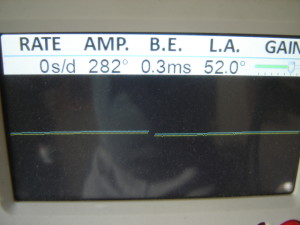 RATE AMP. B.E. L.A. GAIN
0s/d 282° 0.3ms 52.0°